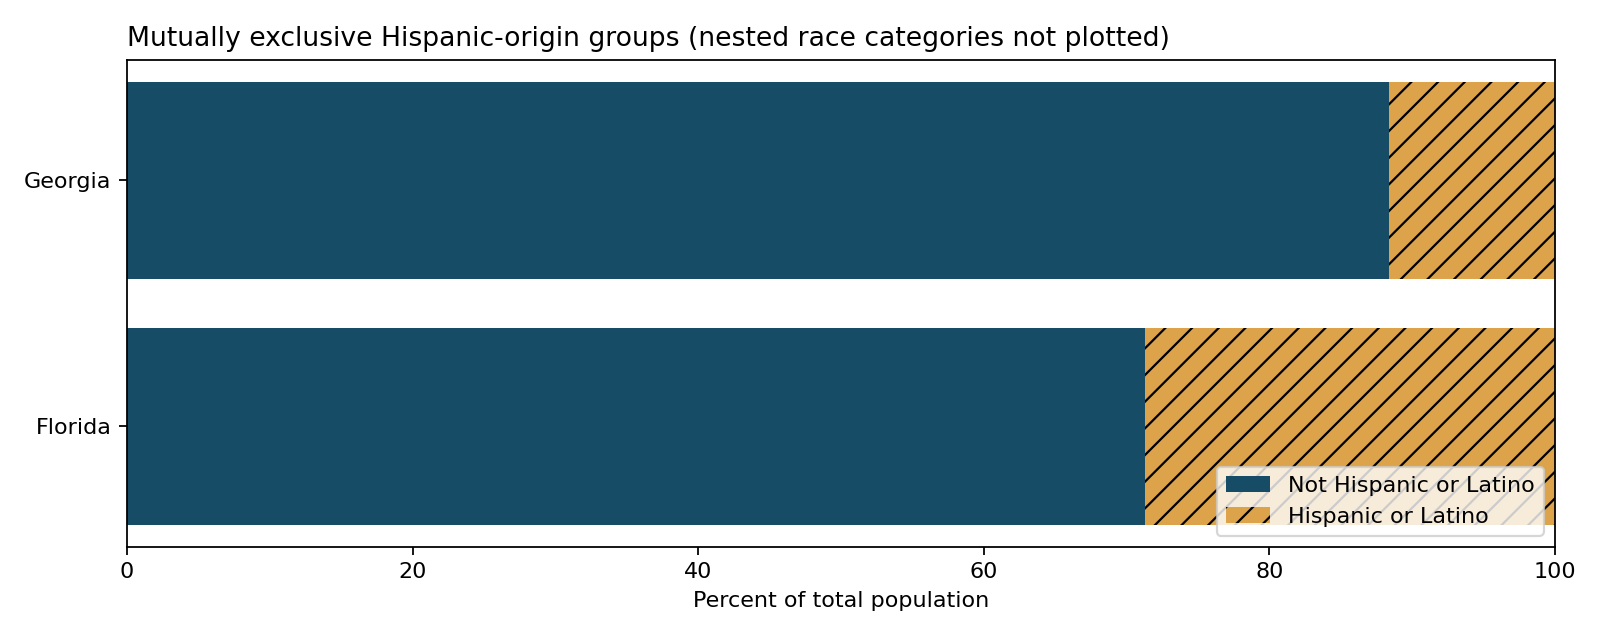 Mutually exclusive Hispanic-origin groups (nested race categories not plotted)
Georgia
Florida
Not Hispanic or Latino
Hispanic or Latino
0 20 40 60 80 100
Percent of total population